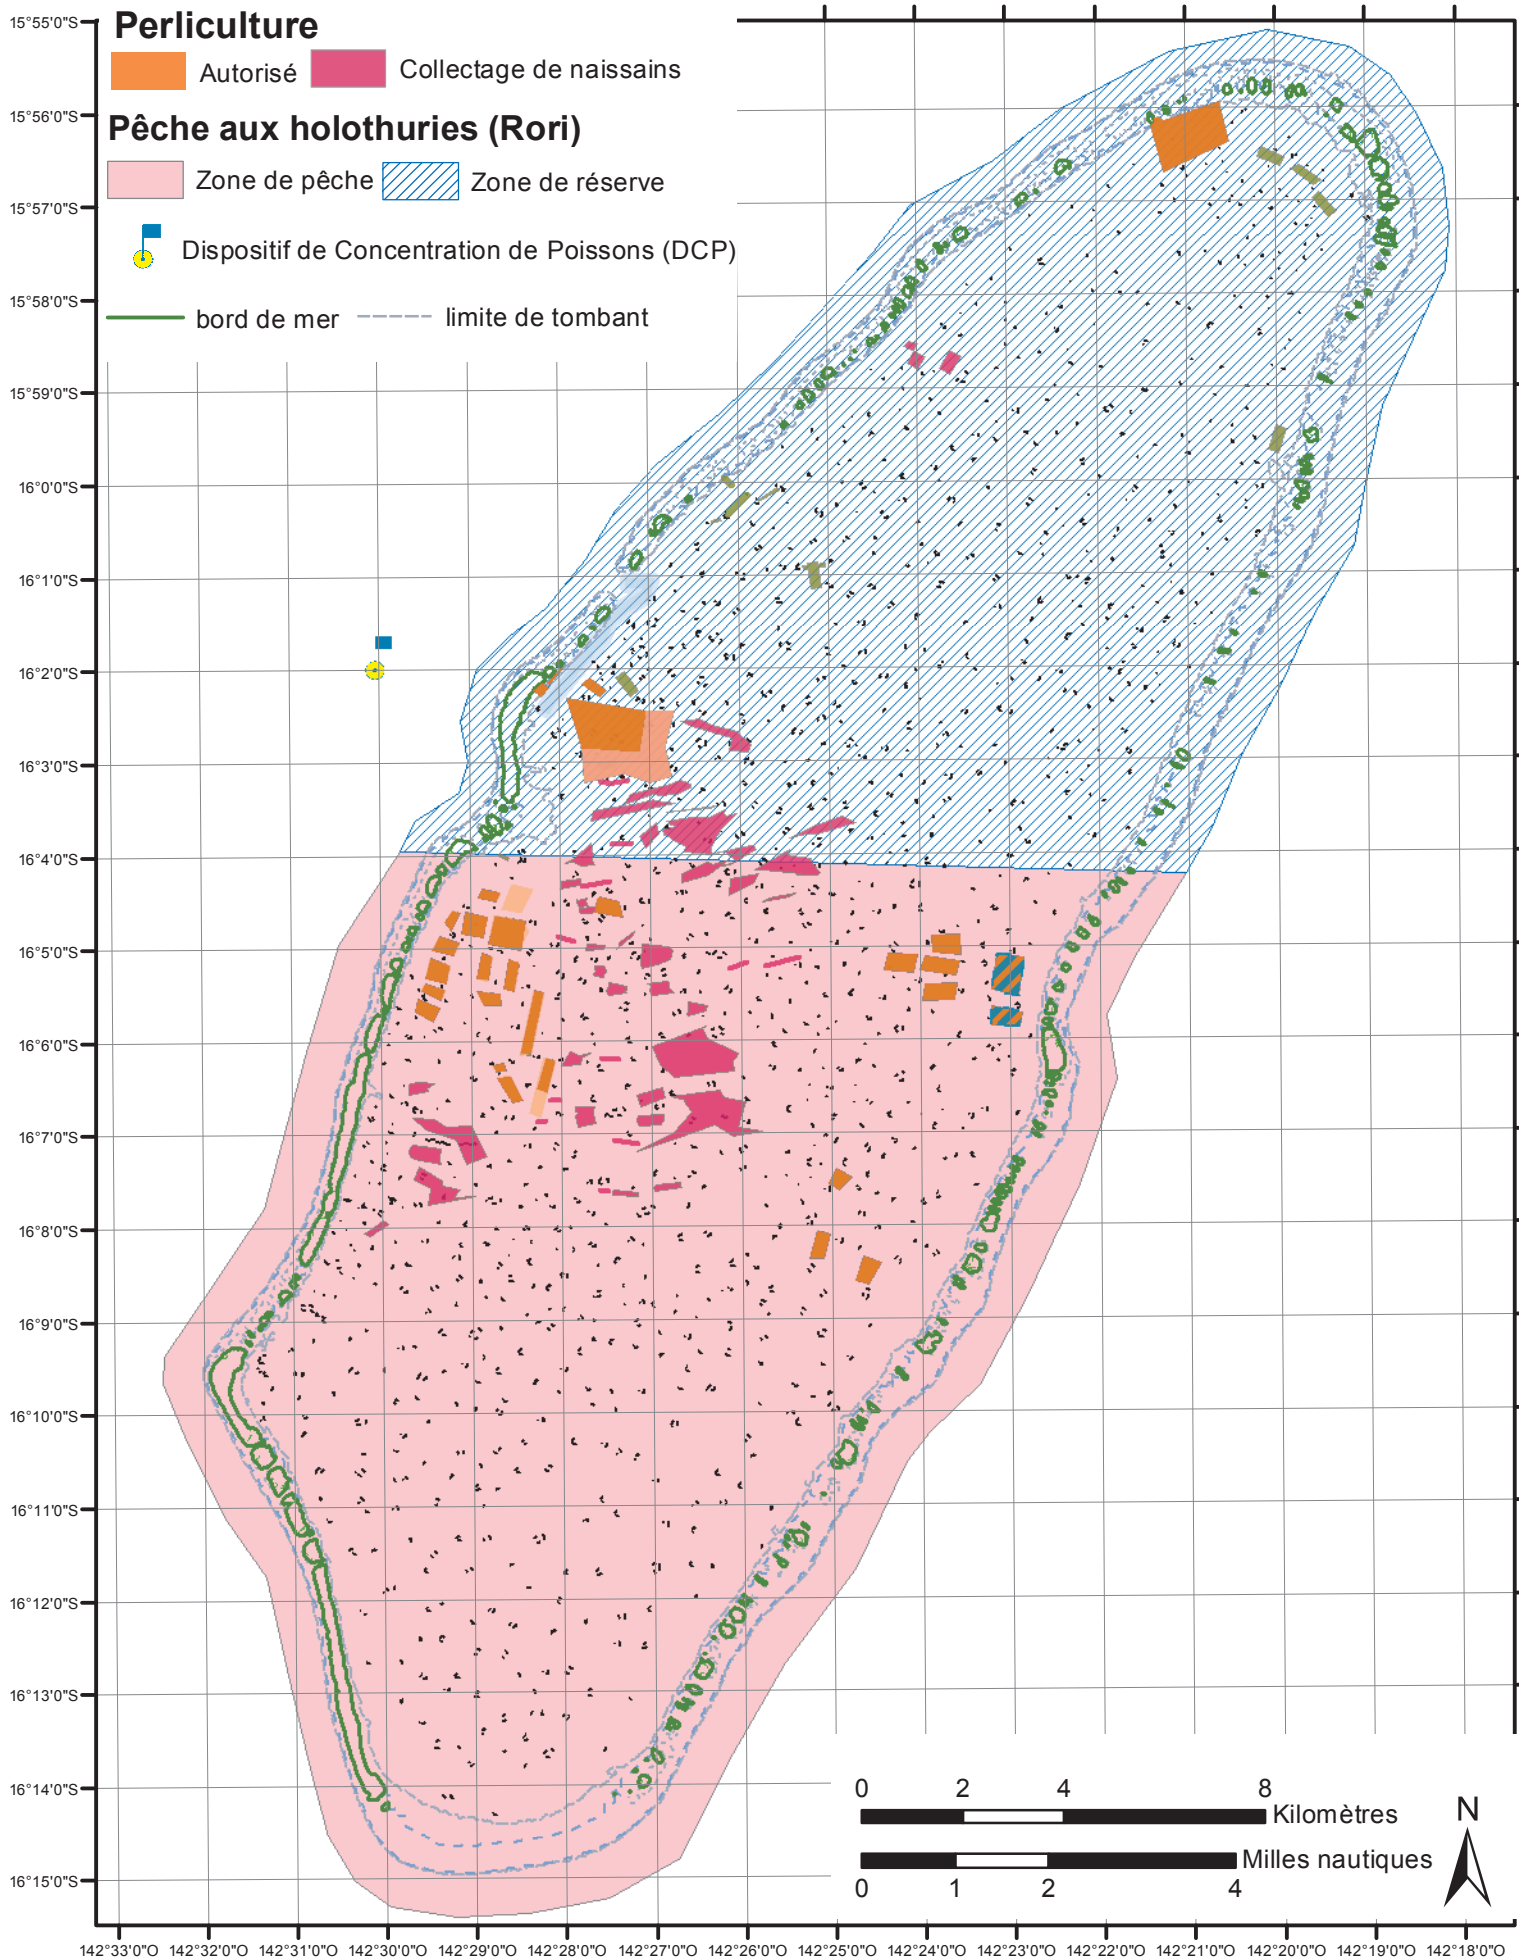 Perliculture
Autorisé
Collectage de naissains
Pêche aux holothuries (Rori)
Zone de pêche
Zone de réserve
Dispositif de Concentration de Poissons (DCP)
bord de mer
limite de tombant
15°55'0"S
15°56'0"S
15°57'0"S
15°58'0"S
15°59'0"S
16°0'0"S
16°10'0"S
16°20'0"S
16°30'0"S
16°4'0"S
16°50'0"S
16°6'0"S
16°7'0"S
16°8'0"S
16°9'0"S
16°10'0"S
16°11'0"S
16°12'0"S
16°13'0"S
16°14'0"S
16°15'0"S
0 2 4 8
Kilomètres
Milles nautiques
0 1 2 4
N
142°33'0"O 142°32'0"O 142°31'0"O 142°30'0"O 142°29'0"O 142°28'0"O 142°27'0"O 142°26'0"O 142°25'0"O 142°24'0"O 142°23'0"O 142°22'0"O 142°21'0"O 142°20'0"O 142°19'0"O 142°18'0"O